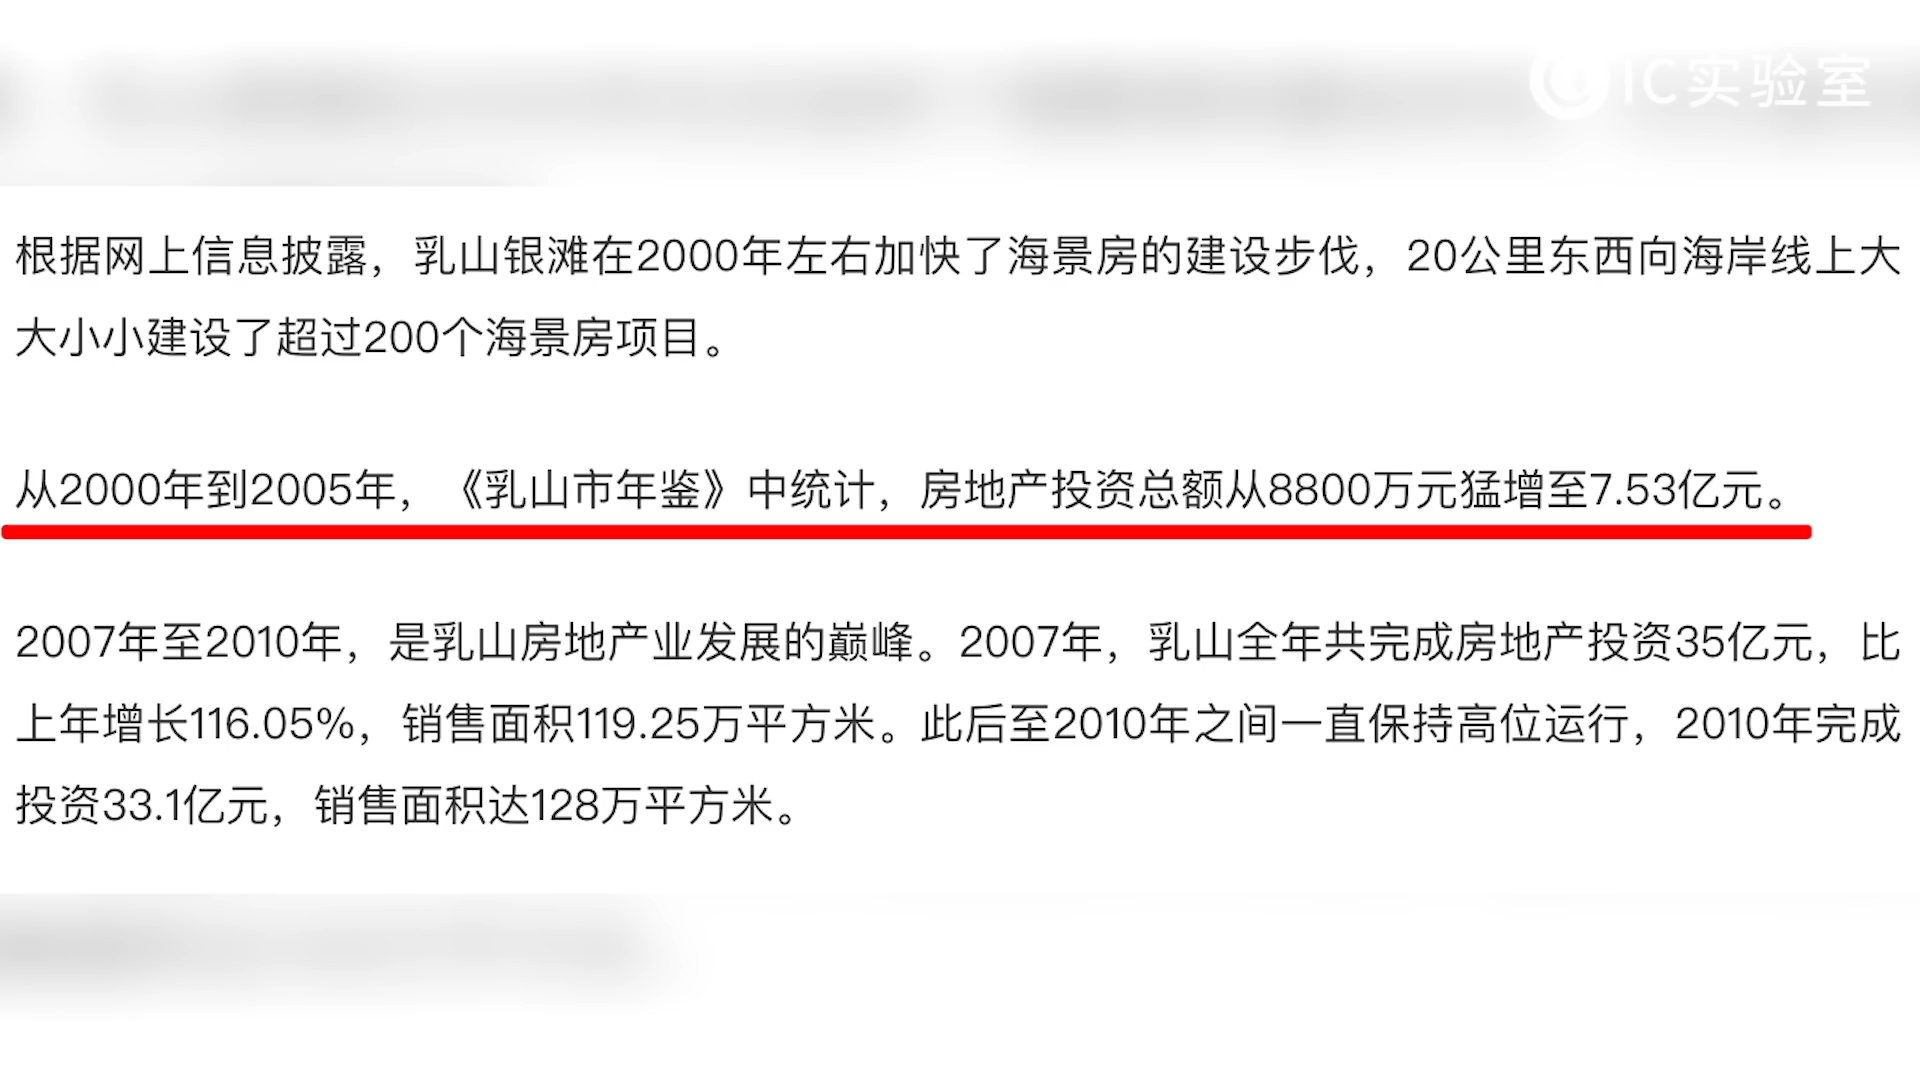 IC实验室
根据网上信息披露，乳山银滩在2000年左右加快了海景房的建设步伐，20公里东西向海岸线上大
大小小建设了超过200个海景房项目。
从2000年到2005年，《乳山市年鉴》中统计，房地产投资总额从8800万元猛增至7.53亿元。
2007年至2010年，是乳山房地产业发展的巅峰。2007年，乳山全年共完成房地产投资35亿元，比
上年增长116.05%，销售面积119.25万平方米。此后至2010年之间一直保持高位运行，2010年完成
投资33.1亿元，销售面积达128万平方米。